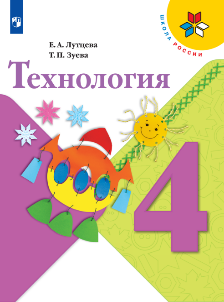 ШКОЛА РОССИИ
Е. А. Лутцева
Т. П. Зуева
Технология
4